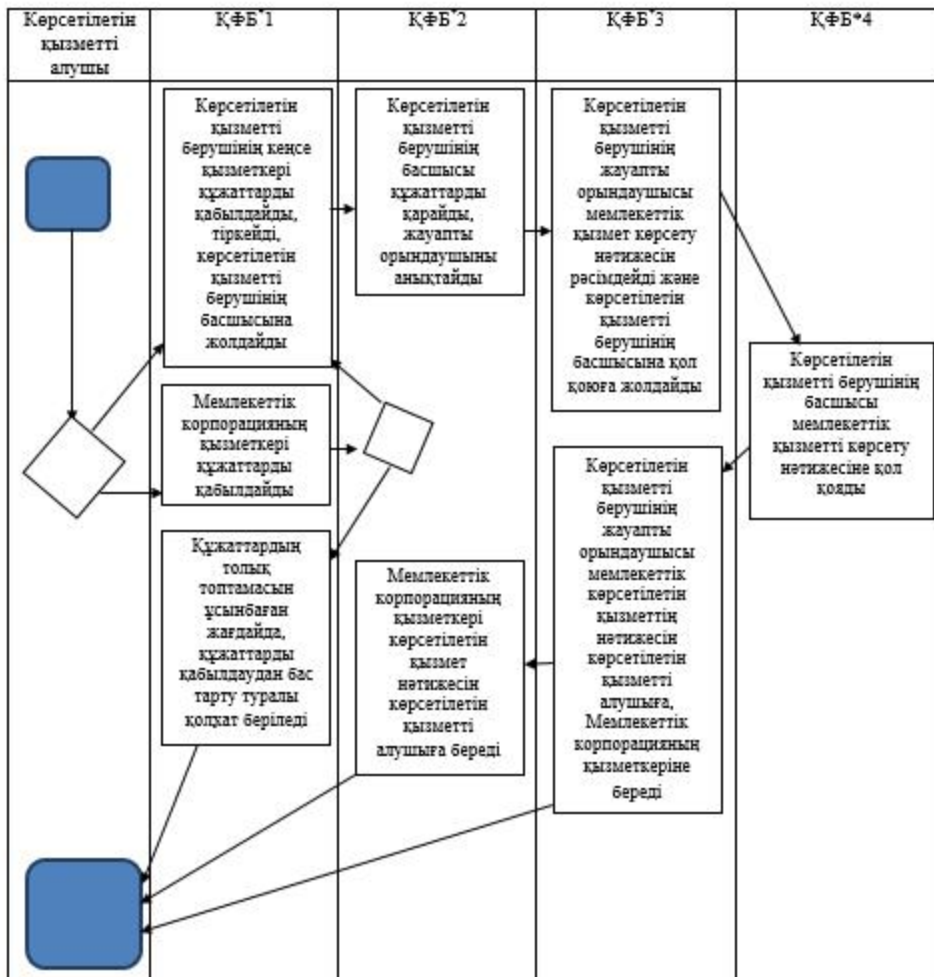 Көрсетілетін
қызметті
алушы
ҚФБ*1
ҚФБ*2
ҚФБ*3
ҚФБ*4
Көрсетілетін
қызметті
берушінің кеңсе
қызметкері
құжаттарды
қабылдайды,
тіркейді,
көрсетілетін
қызметті
берушінің
басшысына
жолдайды
Көрсетілетін
қызметті
берушінің
басшысы
құжаттарды
қарайды,
жауапты
орындаушыны
анықтайды
Көрсетілетін
қызметті
берушінің
жауапты
орындаушысы
мемлекеттік
қызмет көрсету
нәтижесін
рәсімдейді және
көрсетілетін
қызметті
берушінің
басшысына қол
қоюға жолдайды
Көрсетілетін
қызметті берушінің
басшысы
мемлекеттік
қызметті көрсету
нәтижесіне қол
қояды
Мемлекеттік
корпорацияның
қызметкері
құжаттарды
қабылдайды
Құжаттардың
толық
топтамасын
ұсынбаған
жағдайда,
құжаттарды
қабылдаудан бас
тарту туралы
қолхат беріледі
Мемлекеттік
корпорацияның
қызметкері
көрсетілетін
қызмет
нәтижесін
көрсетілетін
қызметті
алушыға береді
Көрсетілетін
қызметті
берушінің
жауапты
орындаушысы
мемлекеттік
көрсетілетін
қызметтің
нәтижесін
көрсетілетін
қызметті
алушыға,
Мемлекеттік
корпорацияның
қызметкеріне
береді